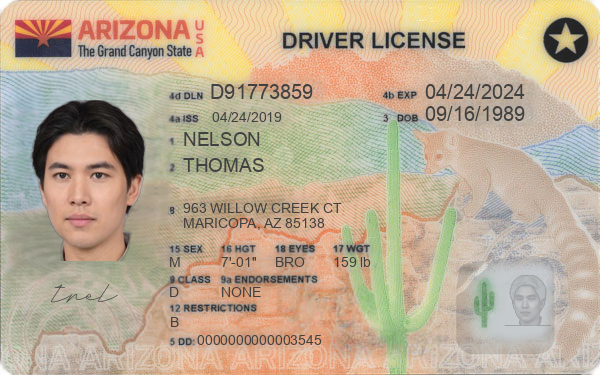 ARIZONA USA
The Grand Canyon State
DRIVER LICENSE
4d DLN D91773859
4b EXP 04/24/2024
4a ISS 04/24/2019
3 DOB 09/16/1989
1 NELSON
2 THOMAS
8 963 WILLOW CREEK CT
MARICOPA, AZ 85138
15 SEX 16 HGT 18 EYES 17 WGT
M 7'-01" BRO 159 lb
9 CLASS 9a ENDORSEMENTS
D NONE
12 RESTRICTIONS
B
5 DD: 0000000000003545
tnel
ARIZONA ARIZONA ARIZONA ARIZONA